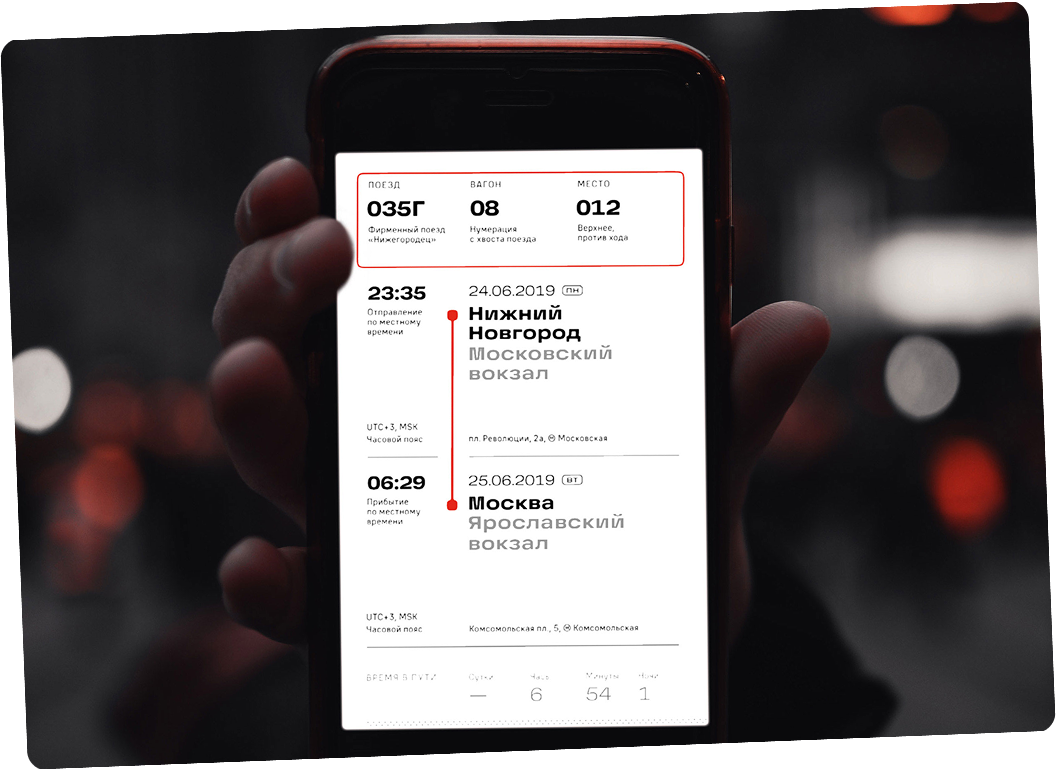 ПОЕЗД ВАГОН МЕСТО
035Г 08 012
Фирменный поезд Нумерация Верхнее,
«Нижегородец» с хвоста поезда против хода
23:35 24.06.2019 ПН
Отправление
по местному
времени
Нижний
Новгород
Московский
вокзал
UTC+3, MSK
Часовой пояс пл. Революции, 2а, Ⓜ Московская
06:29 25.06.2019 ВТ
Прибытие
по местному
времени
Москва
Ярославский
вокзал
UTC+3, MSK
Часовой пояс Комсомольская пл., 5, Ⓜ Комсомольская
ВРЕМЯ В ПУТИ Сутки Часы Минуты Ночи
— 6 54 1